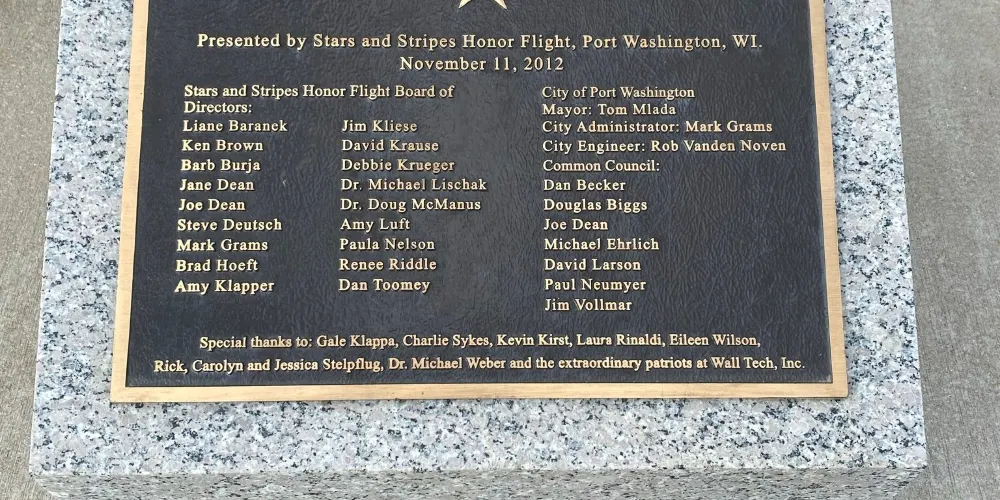 Presented by Stars and Stripes Honor Flight, Port Washington, WI.
November 11, 2012
Stars and Stripes Honor Flight Board of
Directors:
Liane Baranek
Ken Brown
Barb Burja
Jane Dean
Joe Dean
Steve Deutsch
Mark Grams
Brad Hoeft
Amy Klapper
Jim Kliese
David Krause
Debbie Krueger
Dr. Michael Lischak
Dr. Doug McManus
Amy Luft
Paula Nelson
Renee Riddle
Dan Toomey
City of Port Washington
Mayor: Tom Mlada
City Administrator: Mark Grams
City Engineer: Rob Vanden Noven
Common Council:
Dan Becker
Douglas Biggs
Joe Dean
Michael Ehrlich
David Larson
Paul Neumyer
Jim Vollmar
Special thanks to: Gale Klappa, Charlie Sykes, Kevin Kirst, Laura Rinaldi, Eileen Wilson,
Rick, Carolyn and Jessica Stelpflug, Dr. Michael Weber and the extraordinary patriots at Wall Tech, Inc.